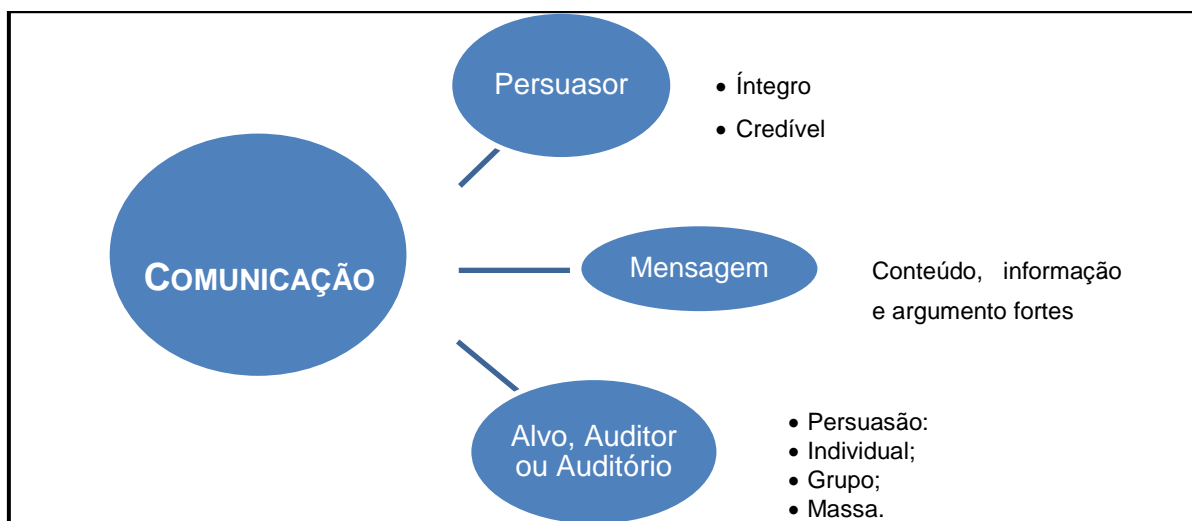 Persuasor
• Íntegro
• Credível
COMUNICAÇÃO
Mensagem
Conteúdo, informação
e argumento fortes
Alvo, Auditor
ou Auditório
• Persuasão:
• Individual;
• Grupo;
• Massa.